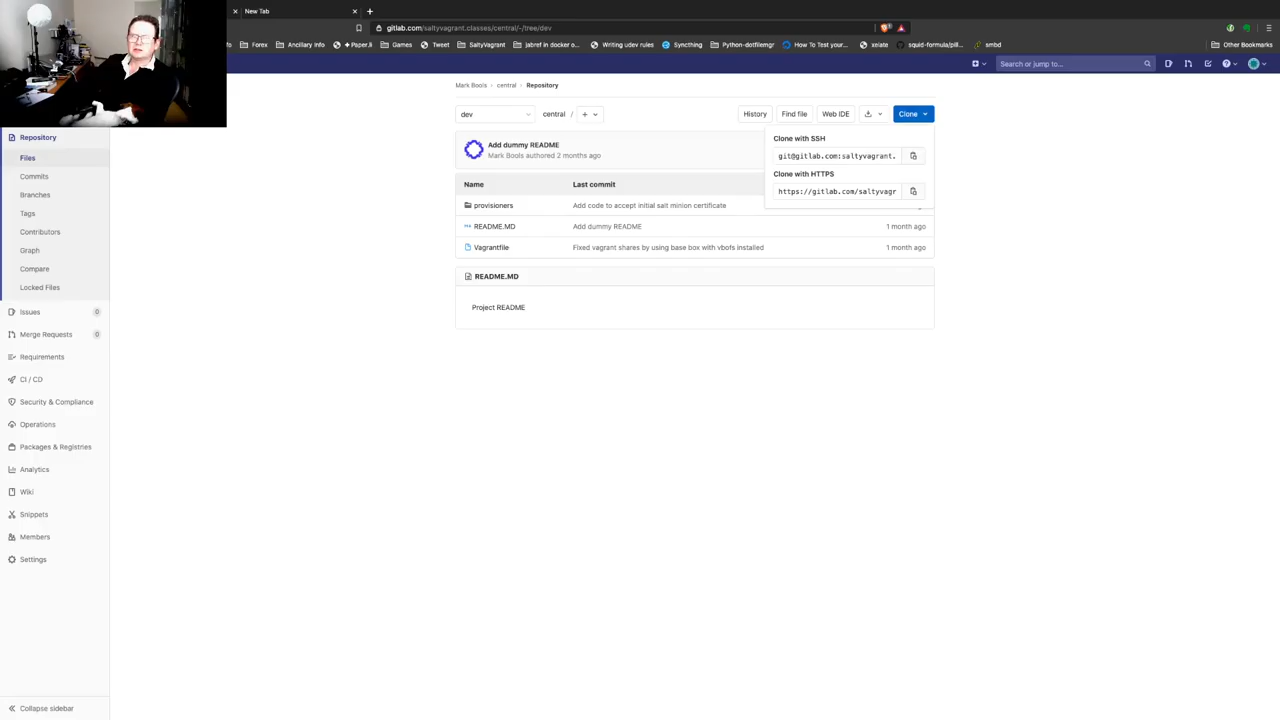 New Tab
gitlab.com/saltyvagrant.classes/central/-/tree/dev
Forex
Ancillary Info
+ Paper.li
Games
Tweet
SaltyVagrant
jabref in docker o...
Writing udev rules
Syncthing
Python-dotfilemgr
How To Test your...
xelate
squid-formula/pill...
smbd
Other Bookmarks
Search or jump to...
Mark Bools > central > Repository
dev
central /
+
History
Find file
Web IDE
Clone
Clone with SSH
git@gitlab.com:saltyvagrant.
Clone with HTTPS
https://gitlab.com/saltyvagr
Add dummy README
Mark Bools authored 2 months ago
Name
Last commit
provisioners
Add code to accept initial salt minion certificate
README.MD
Add dummy README
1 month ago
Vagrantfile
Fixed vagrant shares by using base box with vbofs installed
1 month ago
README.MD
Project README
Repository
Files
Commits
Branches
Tags
Contributors
Graph
Compare
Locked Files
Issues 0
Merge Requests 0
Requirements
CI / CD
Security & Compliance
Operations
Packages & Registries
Analytics
Wiki
Snippets
Members
Settings
Collapse sidebar